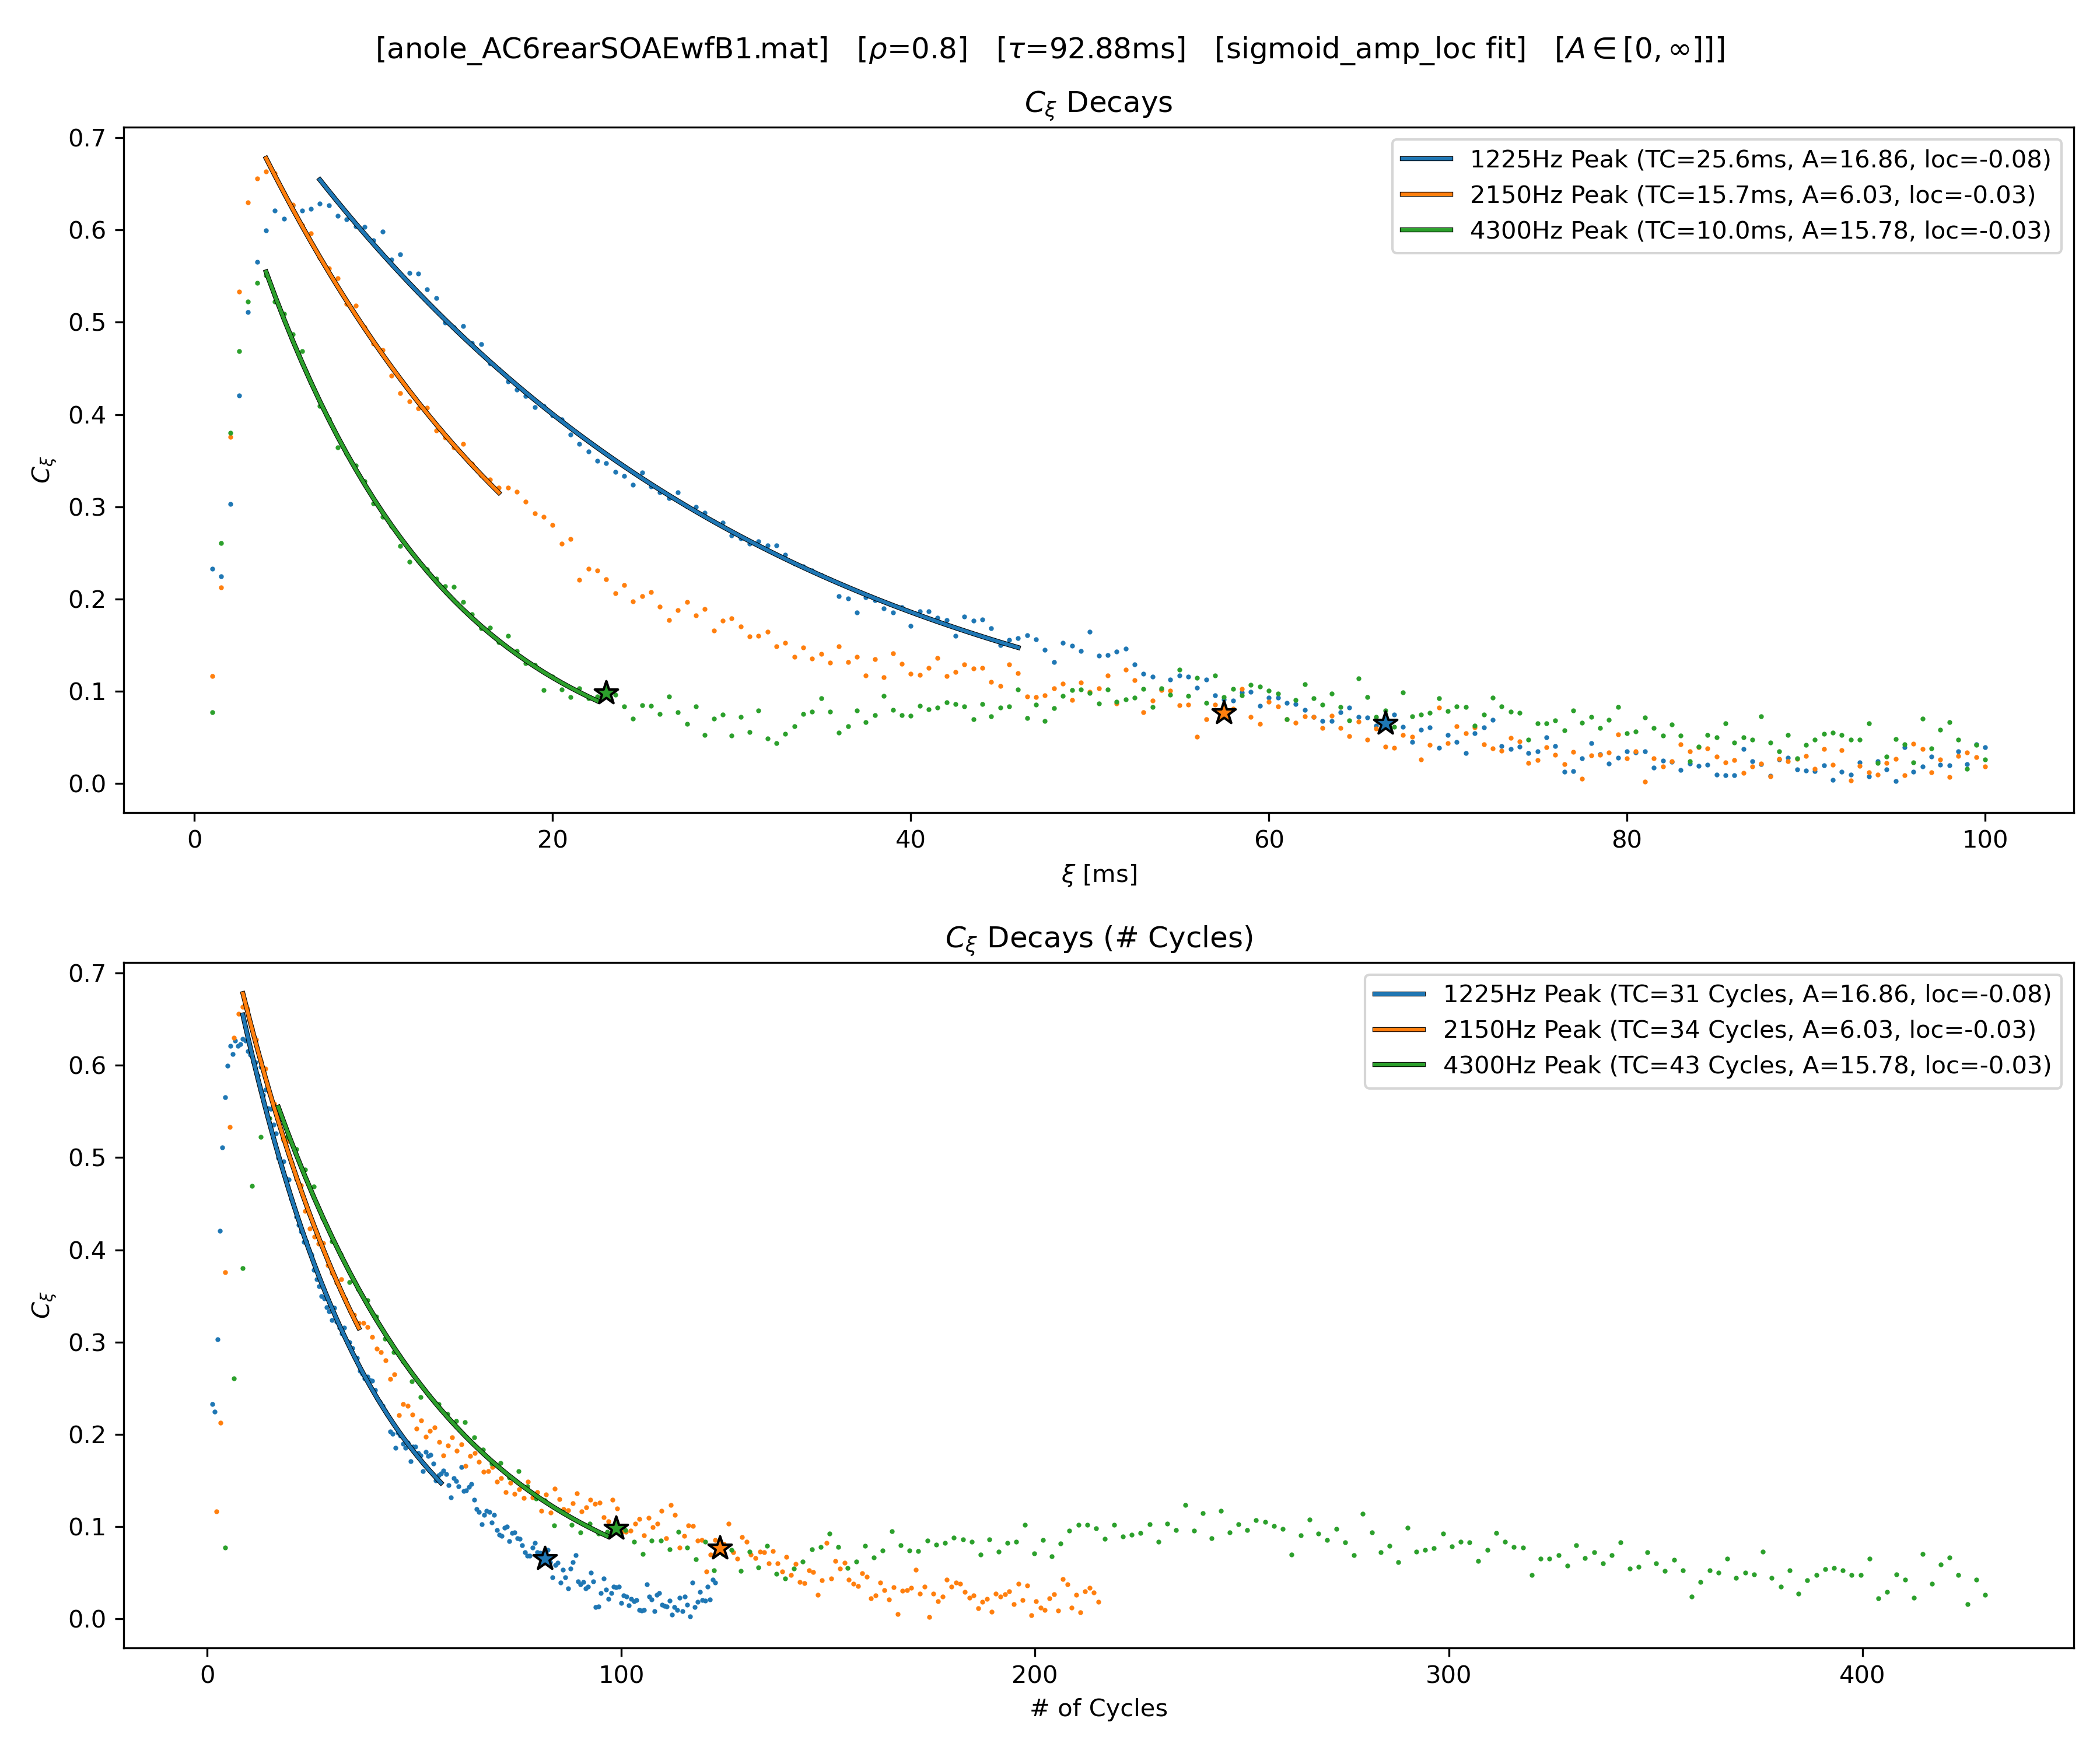 [anole_AC6rearSOAEwfB1.mat] [ρ=0.8] [τ=92.88ms] [sigmoid_amp_loc fit] [A ∈ [0, ∞]]]
C_ξ Decays
1225Hz Peak (TC=25.6ms, A=16.86, loc=-0.08)
2150Hz Peak (TC=15.7ms, A=6.03, loc=-0.03)
4300Hz Peak (TC=10.0ms, A=15.78, loc=-0.03)
0.7
0.6
0.5
0.4
0.3
0.2
0.1
0.0
C_ξ
0 20 40 60 80 100
ξ [ms]
C_ξ Decays (# Cycles)
1225Hz Peak (TC=31 Cycles, A=16.86, loc=-0.08)
2150Hz Peak (TC=34 Cycles, A=6.03, loc=-0.03)
4300Hz Peak (TC=43 Cycles, A=15.78, loc=-0.03)
0.7
0.6
0.5
0.4
0.3
0.2
0.1
0.0
C_ξ
0 100 200 300 400
# of Cycles